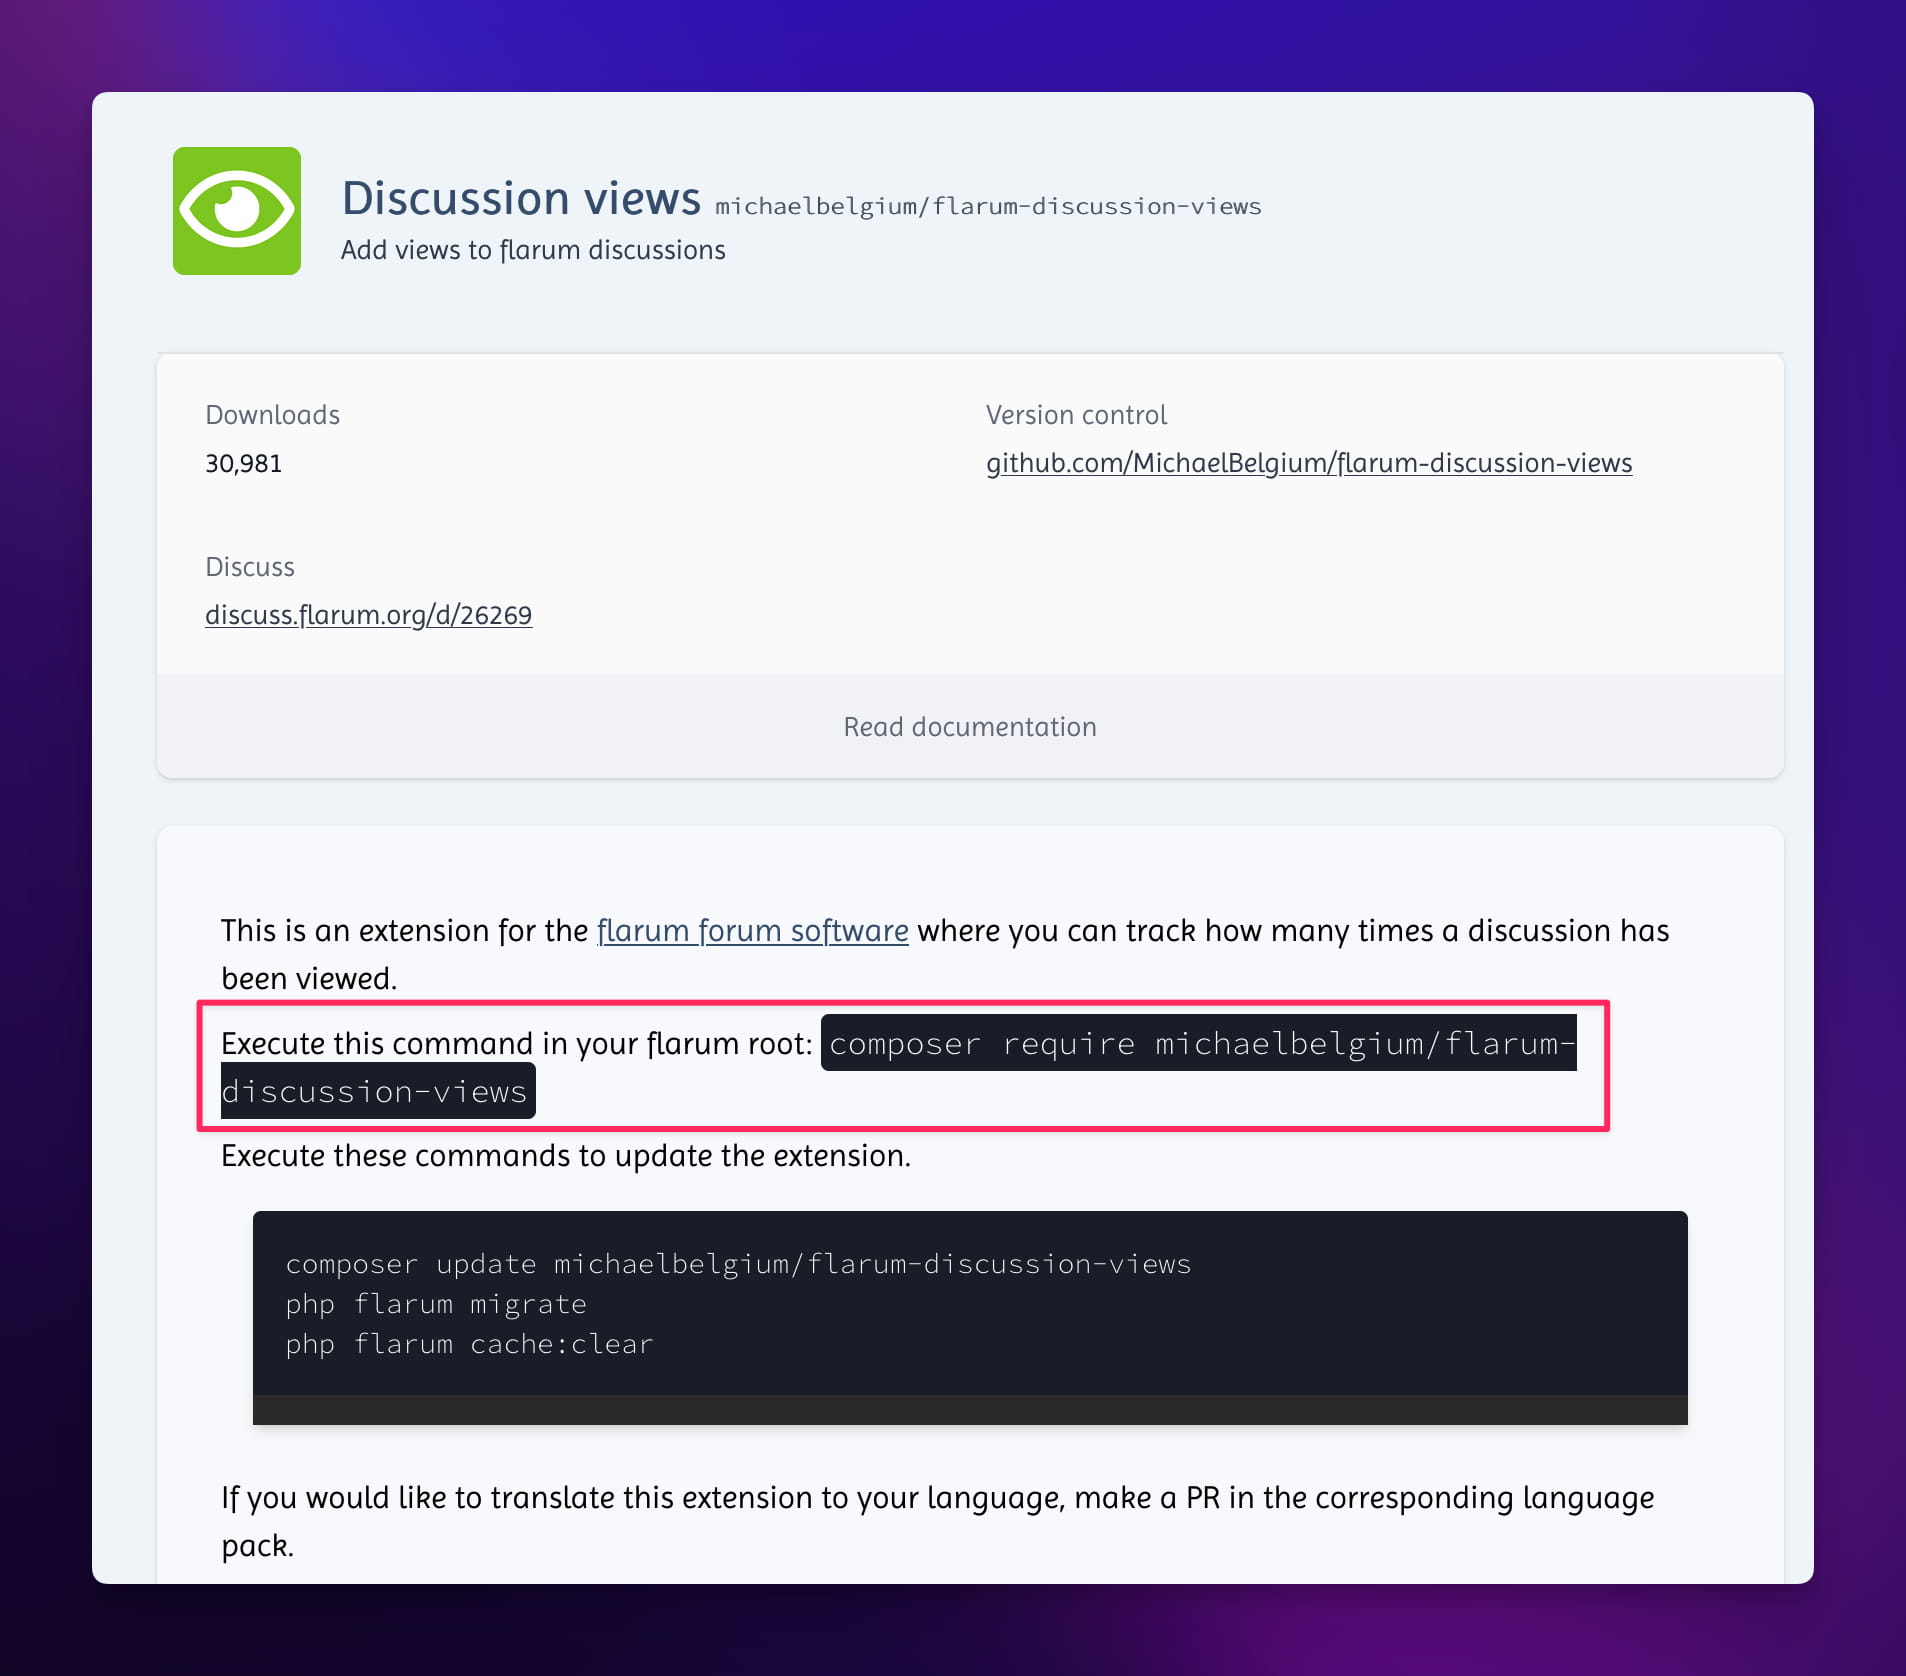 Discussion views michaelbelgium/flarum-discussion-views
Add views to flarum discussions
Downloads
30,981
Version control
github.com/MichaelBelgium/flarum-discussion-views
Discuss
discuss.flarum.org/d/26269
Read documentation
This is an extension for the flarum forum software where you can track how many times a discussion has
been viewed.
Execute this command in your flarum root: composer require michaelbelgium/flarum-
discussion-views
Execute these commands to update the extension.
composer update michaelbelgium/flarum-discussion-views
php flarum migrate
php flarum cache:clear
If you would like to translate this extension to your language, make a PR in the corresponding language
pack.